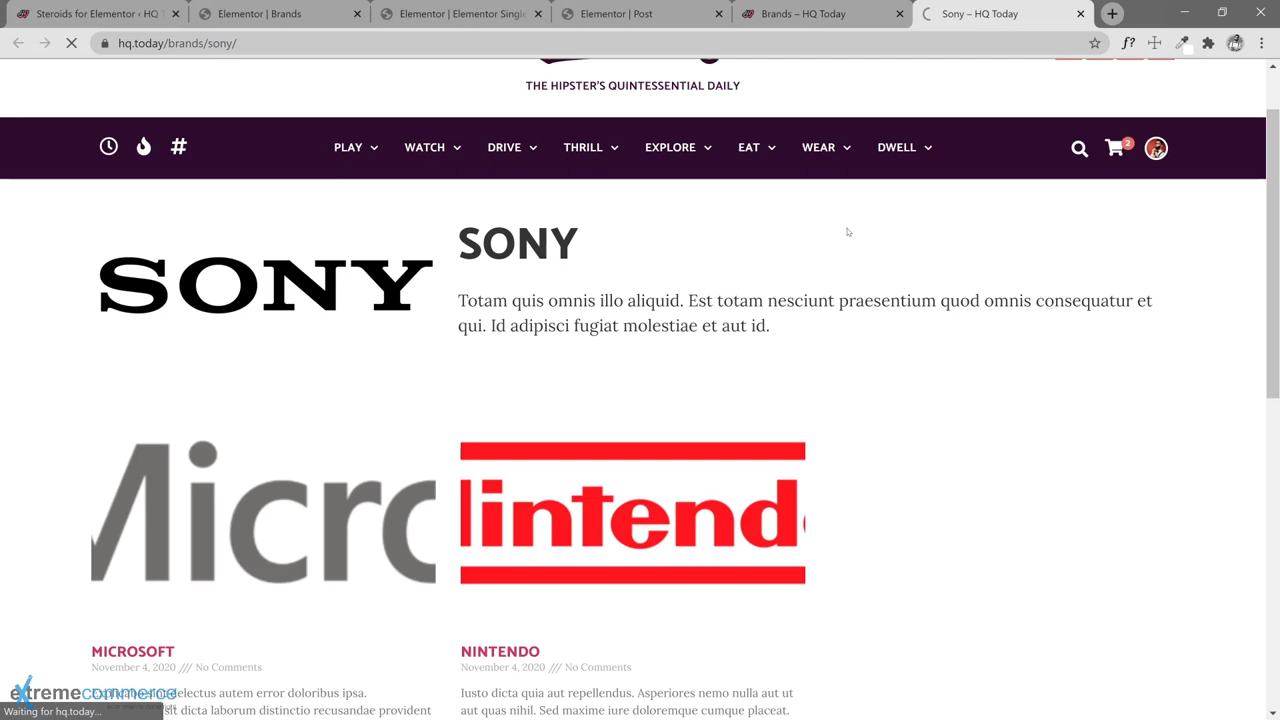 Steroids for Elementor ‹ HQ T
Elementor | Brands
Elementor | Elementor Single
Elementor | Post
Brands – HQ Today
Sony – HQ Today
hq.today/brands/sony/
f?
THE HIPSTER'S QUINTESSENTIAL DAILY
PLAY WATCH DRIVE THRILL EXPLORE EAT WEAR DWELL
2
SONY
SONY
Totam quis omnis illo aliquid. Est totam nesciunt praesentium quod omnis consequatur et
qui. Id adipisci fugiat molestiae et aut id.
Micro
Nintendo
MICROSOFT
November 4, 2020 /// No Comments
NINTENDO
November 4, 2020 /// No Comments
delectus autem error doloribus ipsa.
sit dicta laborum distinctio recusandae provident
Iusto dicta quia aut repellendus. Asperiores nemo nulla aut ut
aut quas nihil. Sed maxime iure doloremque cumque placeat.
extremecommerce
Waiting for hq.today...